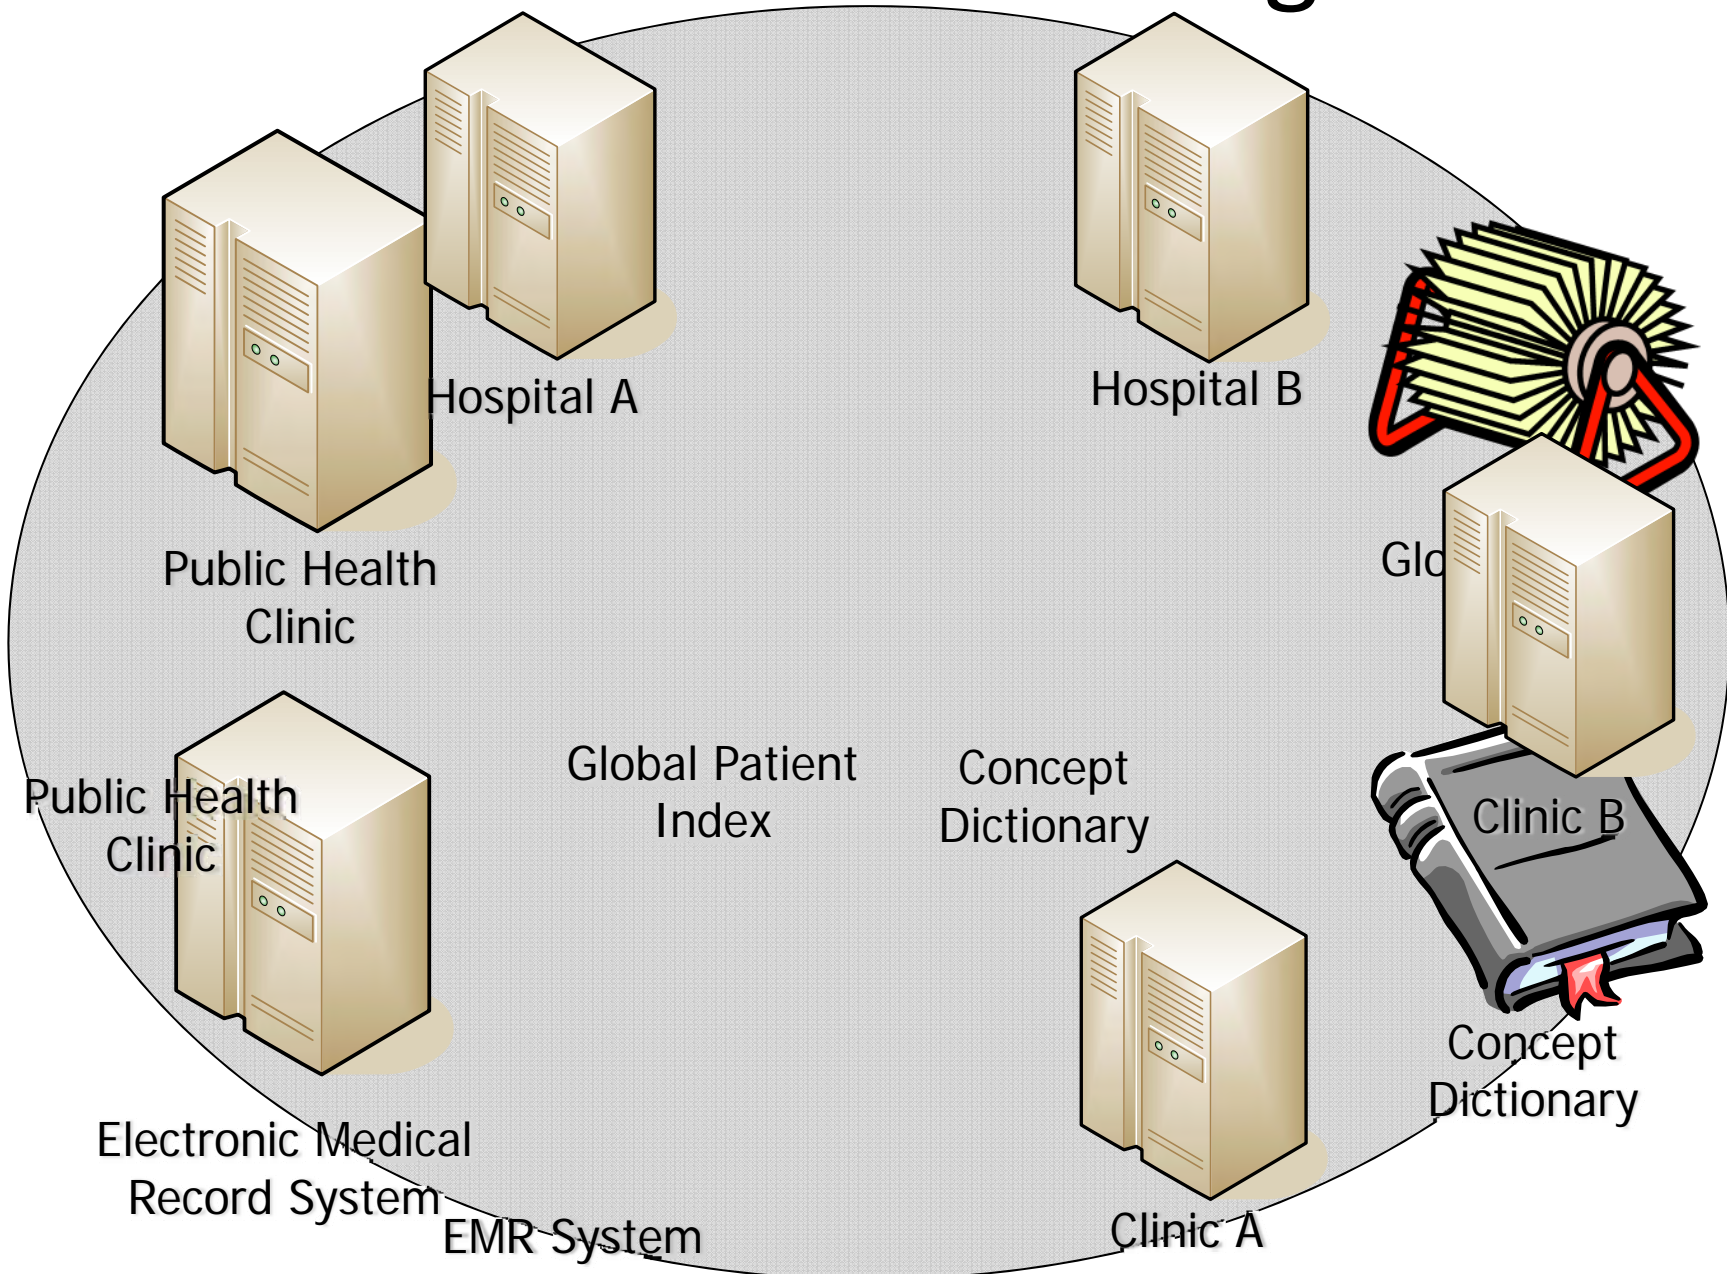 Hospital A
Hospital B
Public Health
Clinic
Global Patient
Index
Concept
Dictionary
Public Health
Clinic
Clinic B
Concept
Dictionary
Electronic Medical
Record System
EMR System
Clinic A